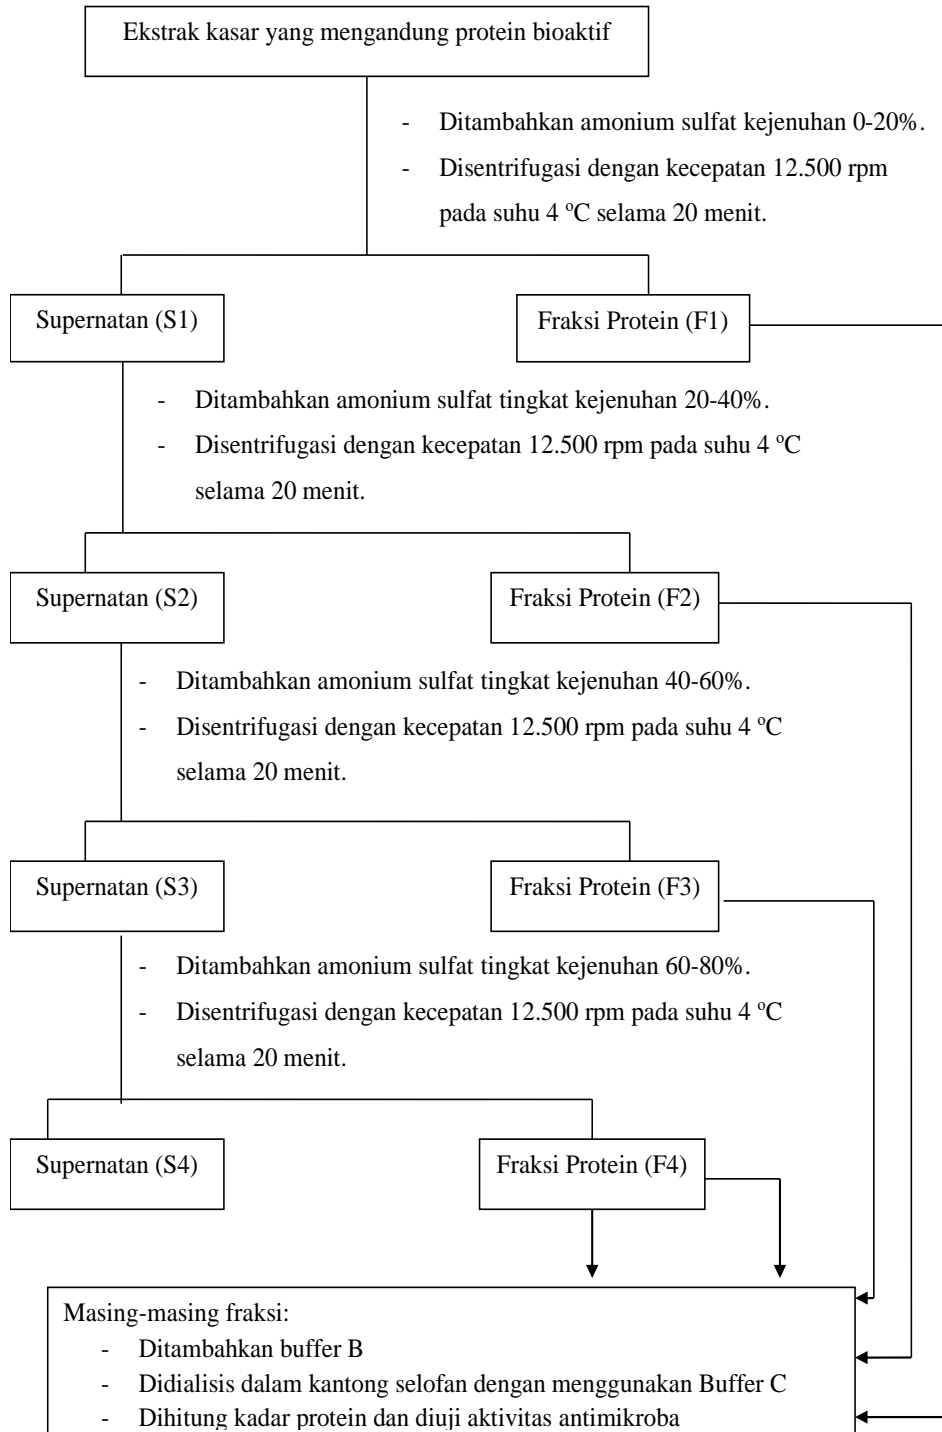 Ekstrak kasar yang mengandung protein bioaktif
- Ditambahkan amonium sulfat kejenuhan 0-20%.
- Disentrifugasi dengan kecepatan 12.500 rpm
pada suhu 4 ºC selama 20 menit.
Supernatan (S1)
Fraksi Protein (F1)
- Ditambahkan amonium sulfat tingkat kejenuhan 20-40%.
- Disentrifugasi dengan kecepatan 12.500 rpm pada suhu 4 ºC
selama 20 menit.
Supernatan (S2)
Fraksi Protein (F2)
- Ditambahkan amonium sulfat tingkat kejenuhan 40-60%.
- Disentrifugasi dengan kecepatan 12.500 rpm pada suhu 4 ºC
selama 20 menit.
Supernatan (S3)
Fraksi Protein (F3)
- Ditambahkan amonium sulfat tingkat kejenuhan 60-80%.
- Disentrifugasi dengan kecepatan 12.500 rpm pada suhu 4 ºC
selama 20 menit.
Supernatan (S4)
Fraksi Protein (F4)
Masing-masing fraksi:
- Ditambahkan buffer B
- Didialisis dalam kantong selofan dengan menggunakan Buffer C
- Dihitung kadar protein dan diuji aktivitas antimikroba